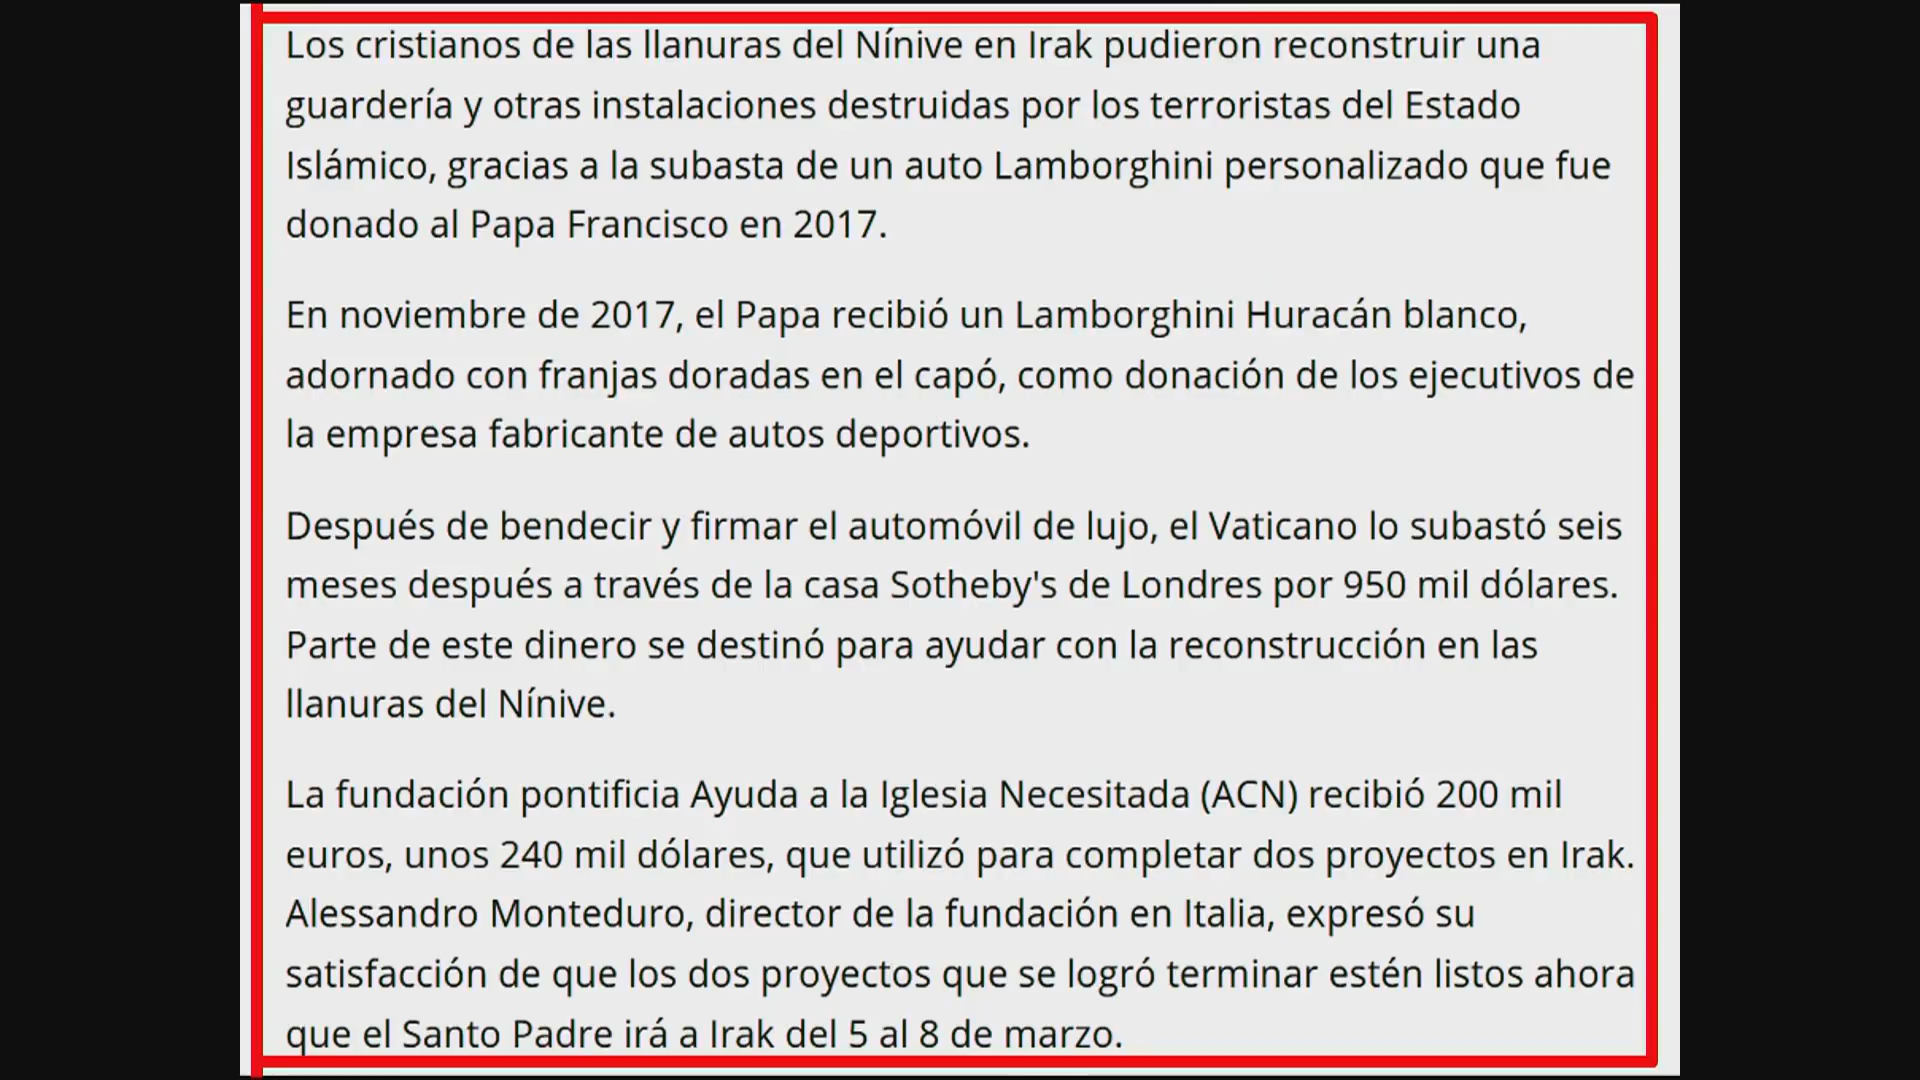 Los cristianos de las llanuras del Nínive en Irak pudieron reconstruir una
guardería y otras instalaciones destruidas por los terroristas del Estado
Islámico, gracias a la subasta de un auto Lamborghini personalizado que fue
donado al Papa Francisco en 2017.
En noviembre de 2017, el Papa recibió un Lamborghini Huracán blanco,
adornado con franjas doradas en el capó, como donación de los ejecutivos de
la empresa fabricante de autos deportivos.
Después de bendecir y firmar el automóvil de lujo, el Vaticano lo subastó seis
meses después a través de la casa Sotheby's de Londres por 950 mil dólares.
Parte de este dinero se destinó para ayudar con la reconstrucción en las
llanuras del Nínive.
La fundación pontificia Ayuda a la Iglesia Necesitada (ACN) recibió 200 mil
euros, unos 240 mil dólares, que utilizó para completar dos proyectos en Irak.
Alessandro Monteduro, director de la fundación en Italia, expresó su
satisfacción de que los dos proyectos que se logró terminar estén listos ahora
que el Santo Padre irá a Irak del 5 al 8 de marzo.